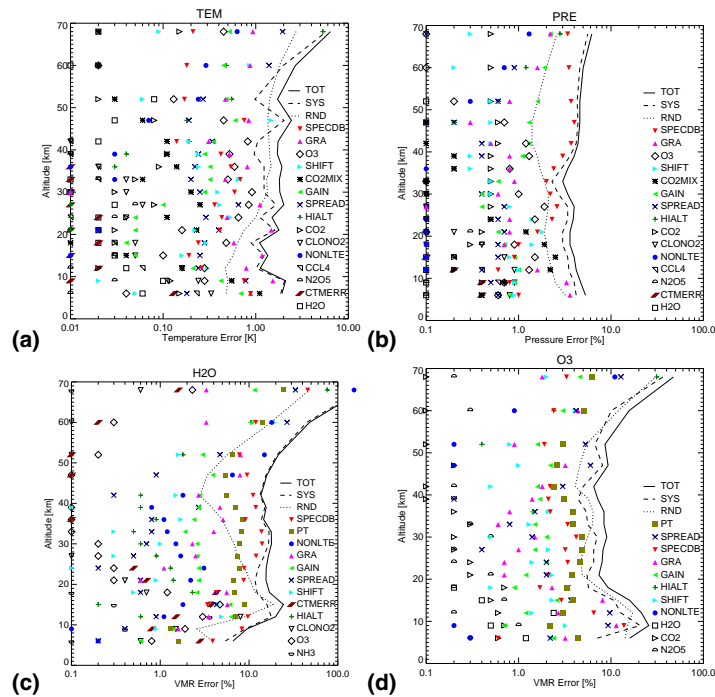 TEM
70
60
50
40
30
20
10
0
Altitude [km]
TOT
SYS
RND
SPECDB
GRA
O3
SHIFT
CO2MIX
GAIN
SPREAD
HIALT
CO2
CLONO2
NONLTE
CCL4
N2O5
CTMERR
H2O
0.01 0.10 1.00 10.00
Temperature Error [K]
(a)
PRE
70
60
50
40
30
20
10
0
Altitude [km]
TOT
SYS
RND
SPECDB
GRA
O3
SHIFT
CO2MIX
GAIN
SPREAD
HIALT
CO2
CLONO2
NONLTE
CCL4
N2O5
CTMERR
H2O
0.1 1.0 10.0 100.0
Pressure Error [%]
(b)
H2O
70
60
50
40
30
20
10
0
Altitude [km]
TOT
SYS
RND
SPECDB
PT
NONLTE
GRA
GAIN
SPREAD
SHIFT
CTMERR
HIALT
CLONO2
O3
NH3
0.1 1.0 10.0 100.0
VMR Error [%]
(c)
O3
70
60
50
40
30
20
10
0
Altitude [km]
TOT
SYS
RND
PT
SPREAD
SPECDB
GRA
GAIN
HIALT
SHIFT
NONLTE
H2O
CO2
N2O5
0.1 1.0 10.0 100.0
VMR Error [%]
(d)